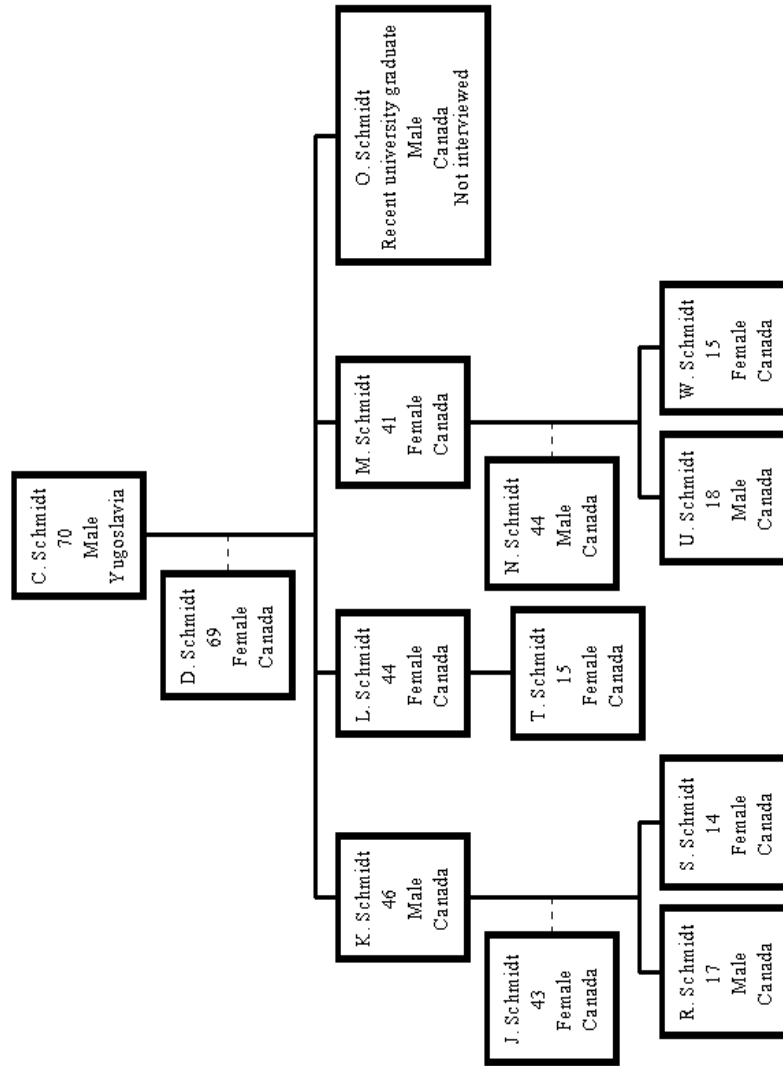 C. Schmidt
70
Male
Yugoslavia
D. Schmidt
69
Female
Canada
K. Schmidt
46
Male
Canada
L. Schmidt
44
Female
Canada
M. Schmidt
41
Female
Canada
O. Schmidt
Recent university graduate
Male
Canada
Not interviewed
J. Schmidt
43
Female
Canada
T. Schmidt
15
Female
Canada
N. Schmidt
44
Male
Canada
R. Schmidt
17
Male
Canada
S. Schmidt
14
Female
Canada
U. Schmidt
18
Male
Canada
W. Schmidt
15
Female
Canada